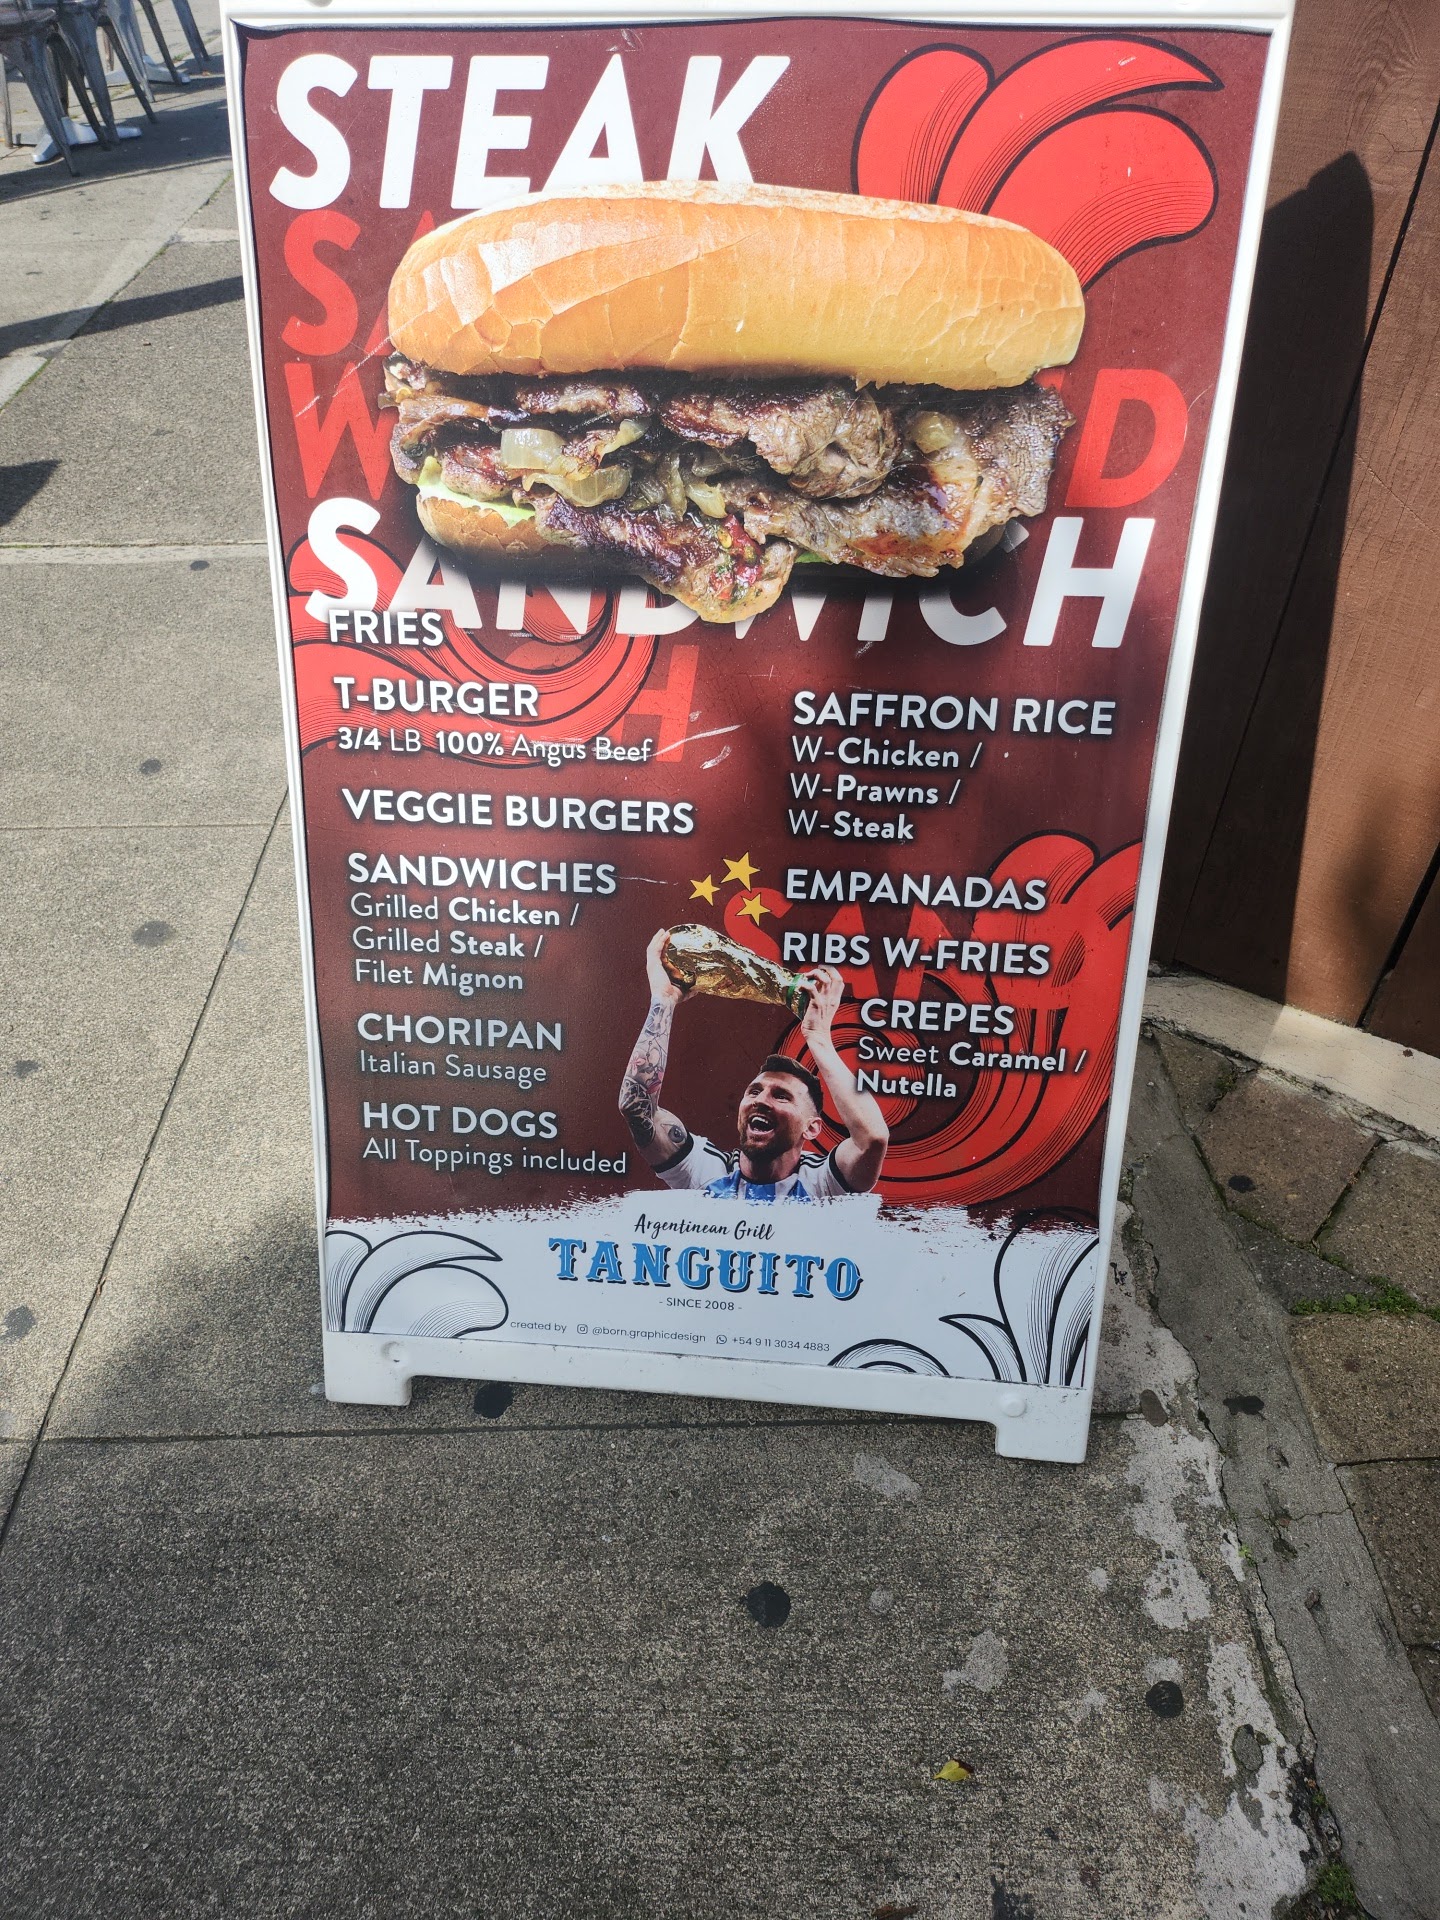 STEAK
SANDWICH
FRIES
T-BURGER
3/4 LB 100% Angus Beef
VEGGIE BURGERS
SANDWICHES
Grilled Chicken /
Grilled Steak /
Filet Mignon
CHORIPAN
Italian Sausage
HOT DOGS
All Toppings included
SAFFRON RICE
W-Chicken /
W-Prawns /
W-Steak
EMPANADAS
RIBS W-FRIES
CREPES
Sweet Caramel /
Nutella
Argentinean Grill
TANGUITO
- SINCE 2008 -
created by @born.graphicdesign +54 9 11 3034 4883